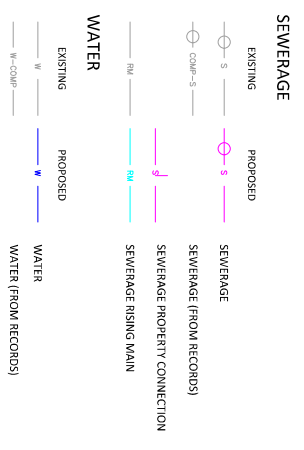 SEWERAGE
EXISTING PROPOSED
S S SEWERAGE
COMP-S SEWERAGE (FROM RECORDS)
S SEWERAGE PROPERTY CONNECTION
RM RM SEWERAGE RISING MAIN
WATER
EXISTING PROPOSED
W W WATER
W-COMP WATER (FROM RECORDS)